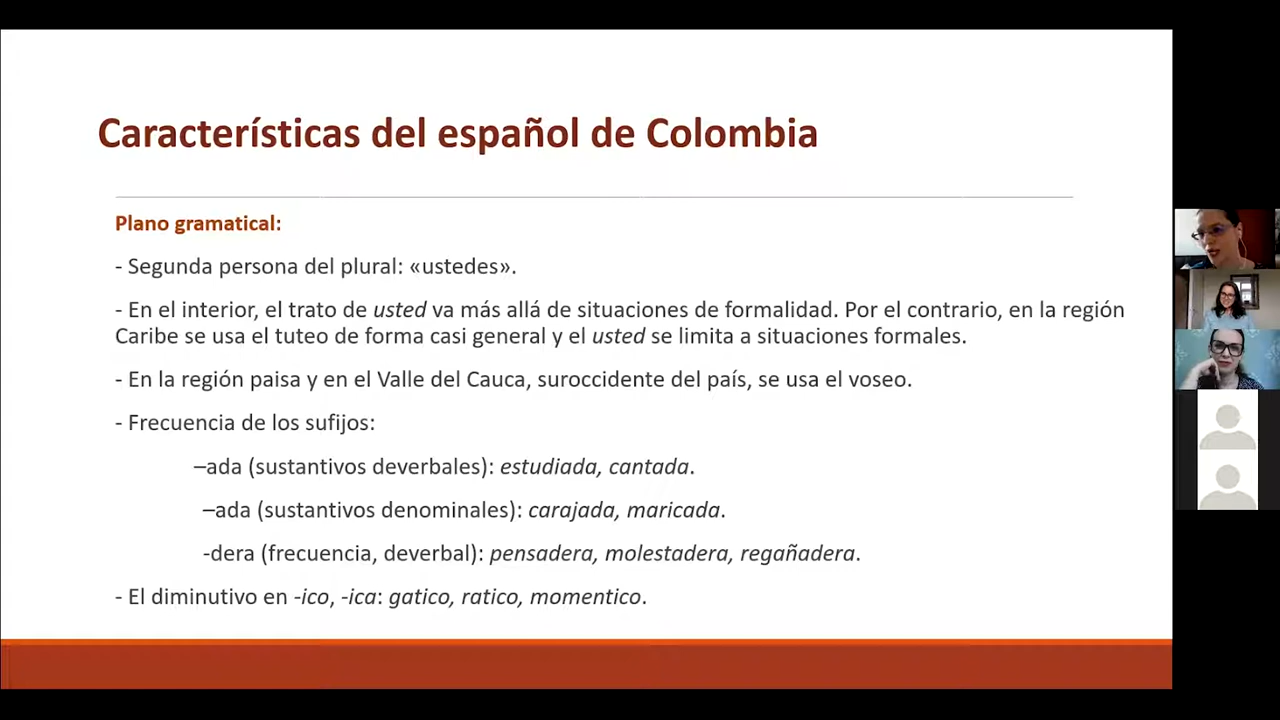 Características del español de Colombia
Plano gramatical:
- Segunda persona del plural: «ustedes».
- En el interior, el trato de usted va más allá de situaciones de formalidad. Por el contrario, en la región
Caribe se usa el tuteo de forma casi general y el usted se limita a situaciones formales.
- En la región paisa y en el Valle del Cauca, suroccidente del país, se usa el voseo.
- Frecuencia de los sufijos:
–ada (sustantivos deverbales): estudiada, cantada.
–ada (sustantivos denominales): carajada, maricada.
-dera (frecuencia, deverbal): pensadera, molestadera, regañadera.
- El diminutivo en -ico, -ica: gatico, ratico, momentico.